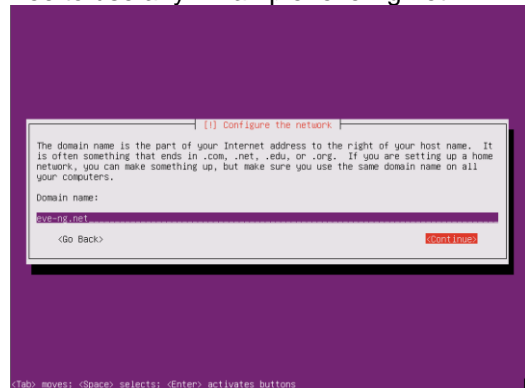 [!] Configure the network
The domain name is the part of your Internet address to the right of your host name.  It
is often something that ends in .com, .net, .edu, or .org.  If you are setting up a home
network, you can make something up, but make sure you use the same domain name on all
your computers.
Domain name:
eve-ng.net
<Go Back> <Continue>
<Tab> moves; <Space> selects; <Enter> activates buttons